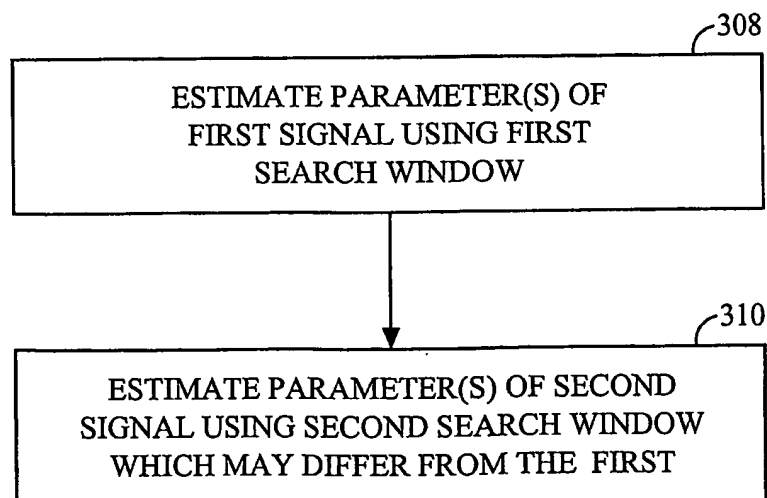 308
ESTIMATE PARAMETER(S) OF
FIRST SIGNAL USING FIRST
SEARCH WINDOW
310
ESTIMATE PARAMETER(S) OF SECOND
SIGNAL USING SECOND SEARCH WINDOW
WHICH MAY DIFFER FROM THE FIRST